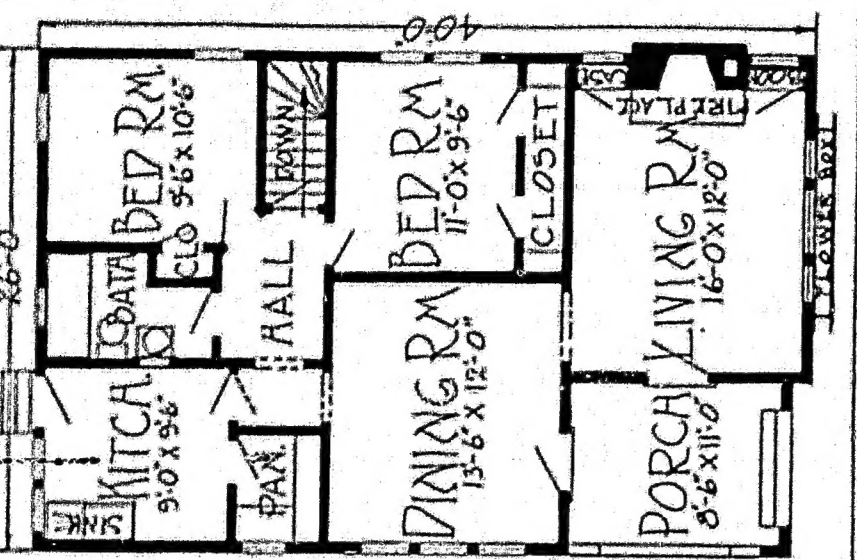 40'-0"
26'-0
BED RM.
9'-6" X 10'-6"
DOWN
BED RM
11'-0" X 9'-6"
CLOSET
CASE
FIRE PLACE
BOOK
LIVING RM
16'-0" X 12'-0"
FLOWER BOX
CLO
BATH
HALL
KITCH.
9'-0" X 9'-6"
SINK
PAN.
DINING RM
13'-6" X 12'-0"
PORCH
8'-6" X 11'-0"